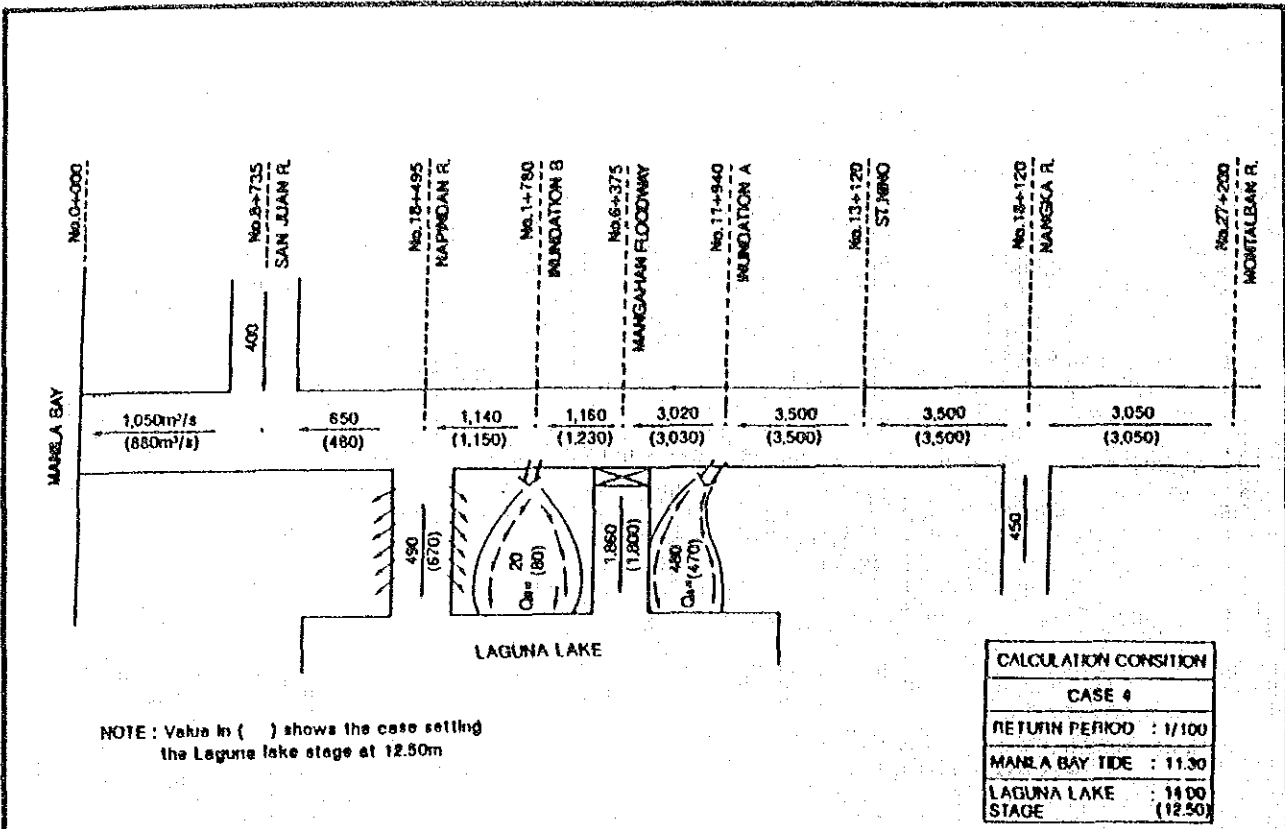 No.0+000
No.8+735
SAN JUAN R.
No.18+495
NAPINDAN R.
No.1+780
INUNDATION B
No.6+375
MANGAHAN FLOODWAY
No.11+940
INUNDATION A
No.13+120
ST.NINO
No.18+120
NANGKA R.
No.27+200
MOMTALBAN R.
MANILA BAY
400
1,050m³/s
(880m³/s)
650
(480)
1,140
(1,150)
1,160
(1,230)
3,020
(3,030)
3,500
(3,500)
3,500
(3,500)
3,050
(3,050)
490
(670)
20
(80)
1,860
(1,800)
480
(470)
450
LAGUNA LAKE
NOTE : Value in ( ) shows the case setting
the Laguna lake stage at 12.50m
CALCULATION CONSITION
CASE 4
RETURN PERIOD : 1/100
MANILA BAY TIDE : 11.30
LAGUNA LAKE : 14.00
STAGE (12.50)